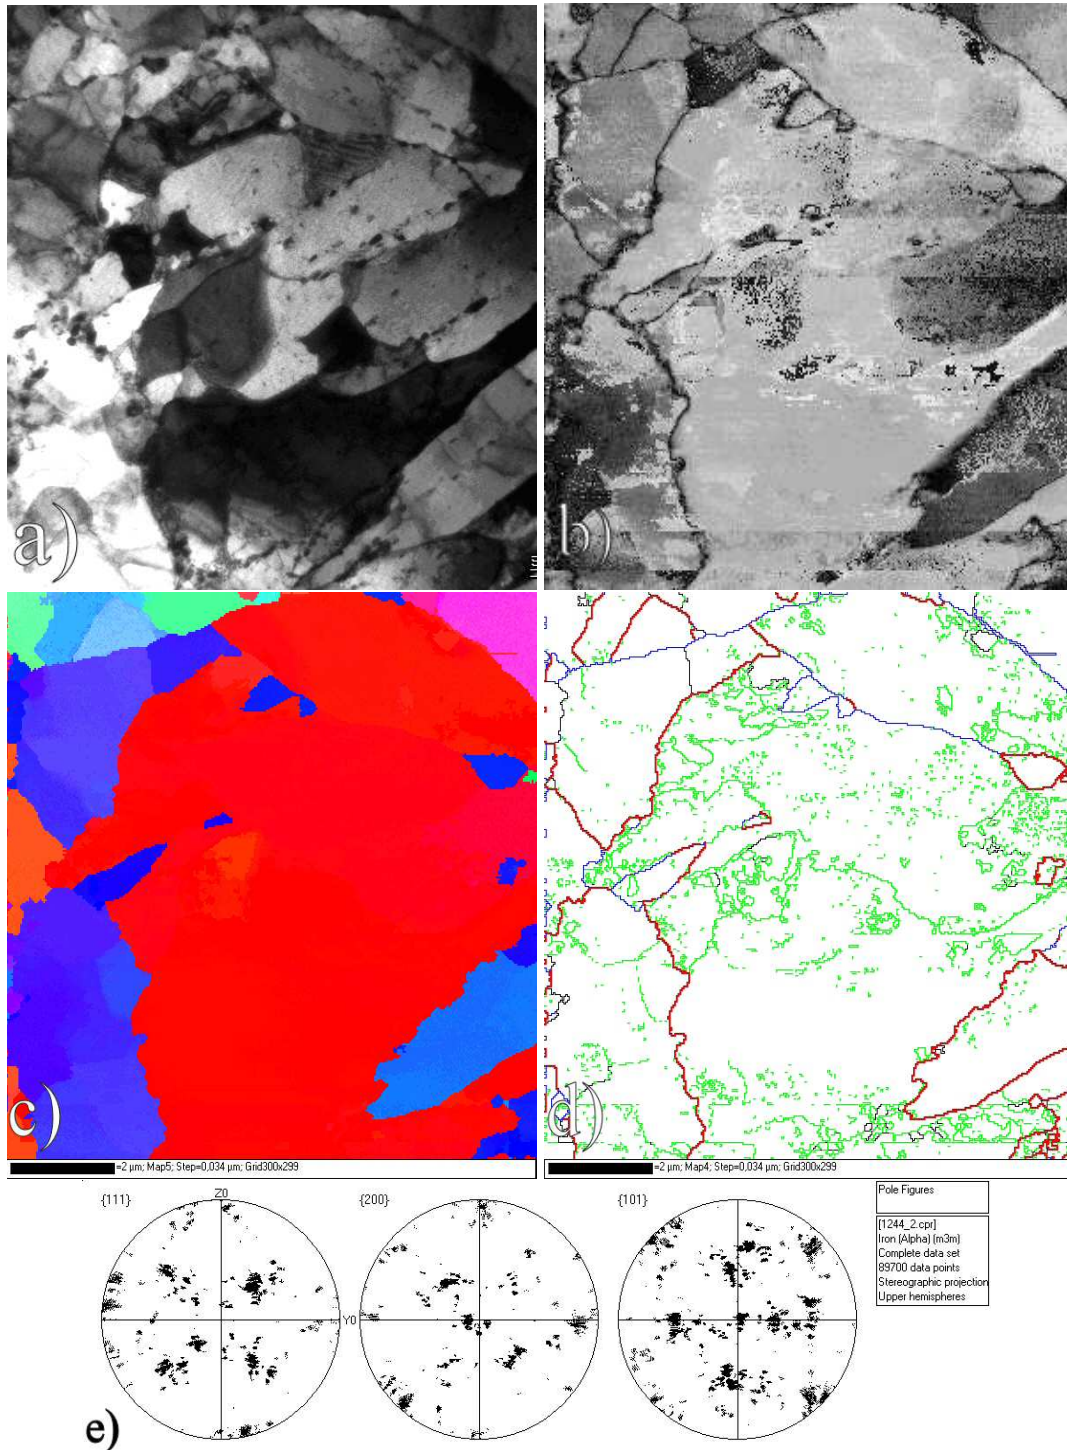 a)
b)
c)
d)
=2 µm; Map5; Step=0,034 µm; Grid300x299
=2 µm; Map4; Step=0,034 µm; Grid300x299
{111}
Z0
{200}
{101}
Y0
Pole Figures
[1244_2.cpr]
Iron (Alpha) (m3m)
Complete data set
89700 data points
Stereographic projection
Upper hemispheres
e)